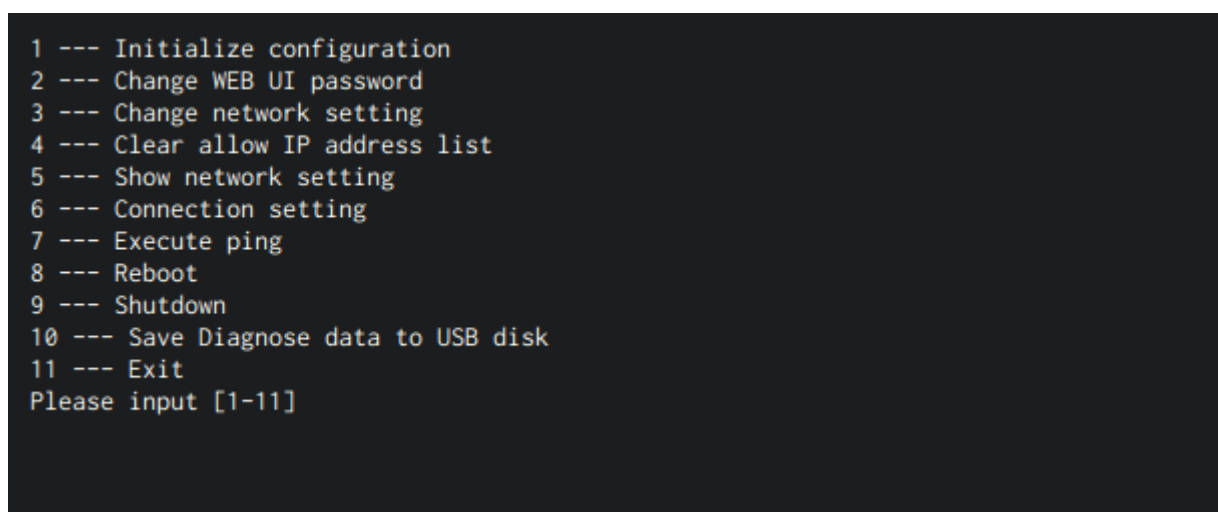 1 --- Initialize configuration
2 --- Change WEB UI password
3 --- Change network setting
4 --- Clear allow IP address list
5 --- Show network setting
6 --- Connection setting
7 --- Execute ping
8 --- Reboot
9 --- Shutdown
10 --- Save Diagnose data to USB disk
11 --- Exit
Please input [1-11]